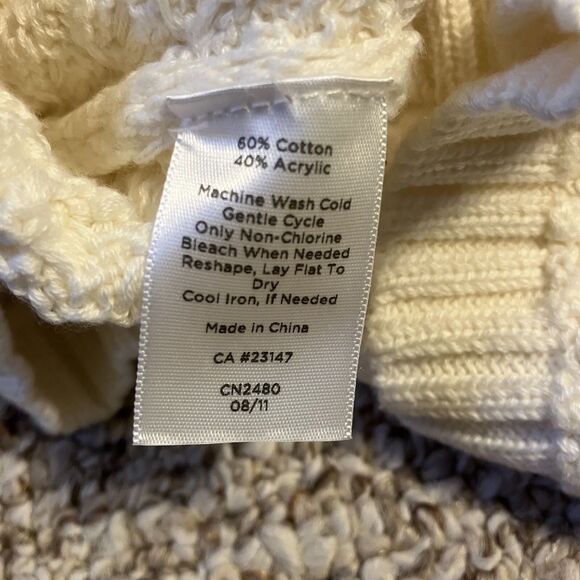 60% Cotton
40% Acrylic
Machine Wash Cold
Gentle Cycle
Only Non-Chlorine
Bleach When Needed
Reshape, Lay Flat To
Dry
Cool Iron, If Needed
Made in China
CA #23147
CN2480
08/11